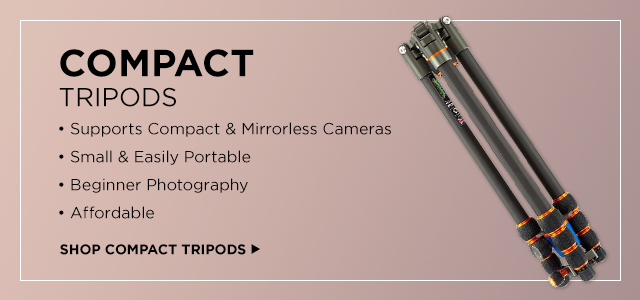 COMPACT
TRIPODS
• Supports Compact & Mirrorless Cameras
• Small & Easily Portable
• Beginner Photography
• Affordable
SHOP COMPACT TRIPODS ▶